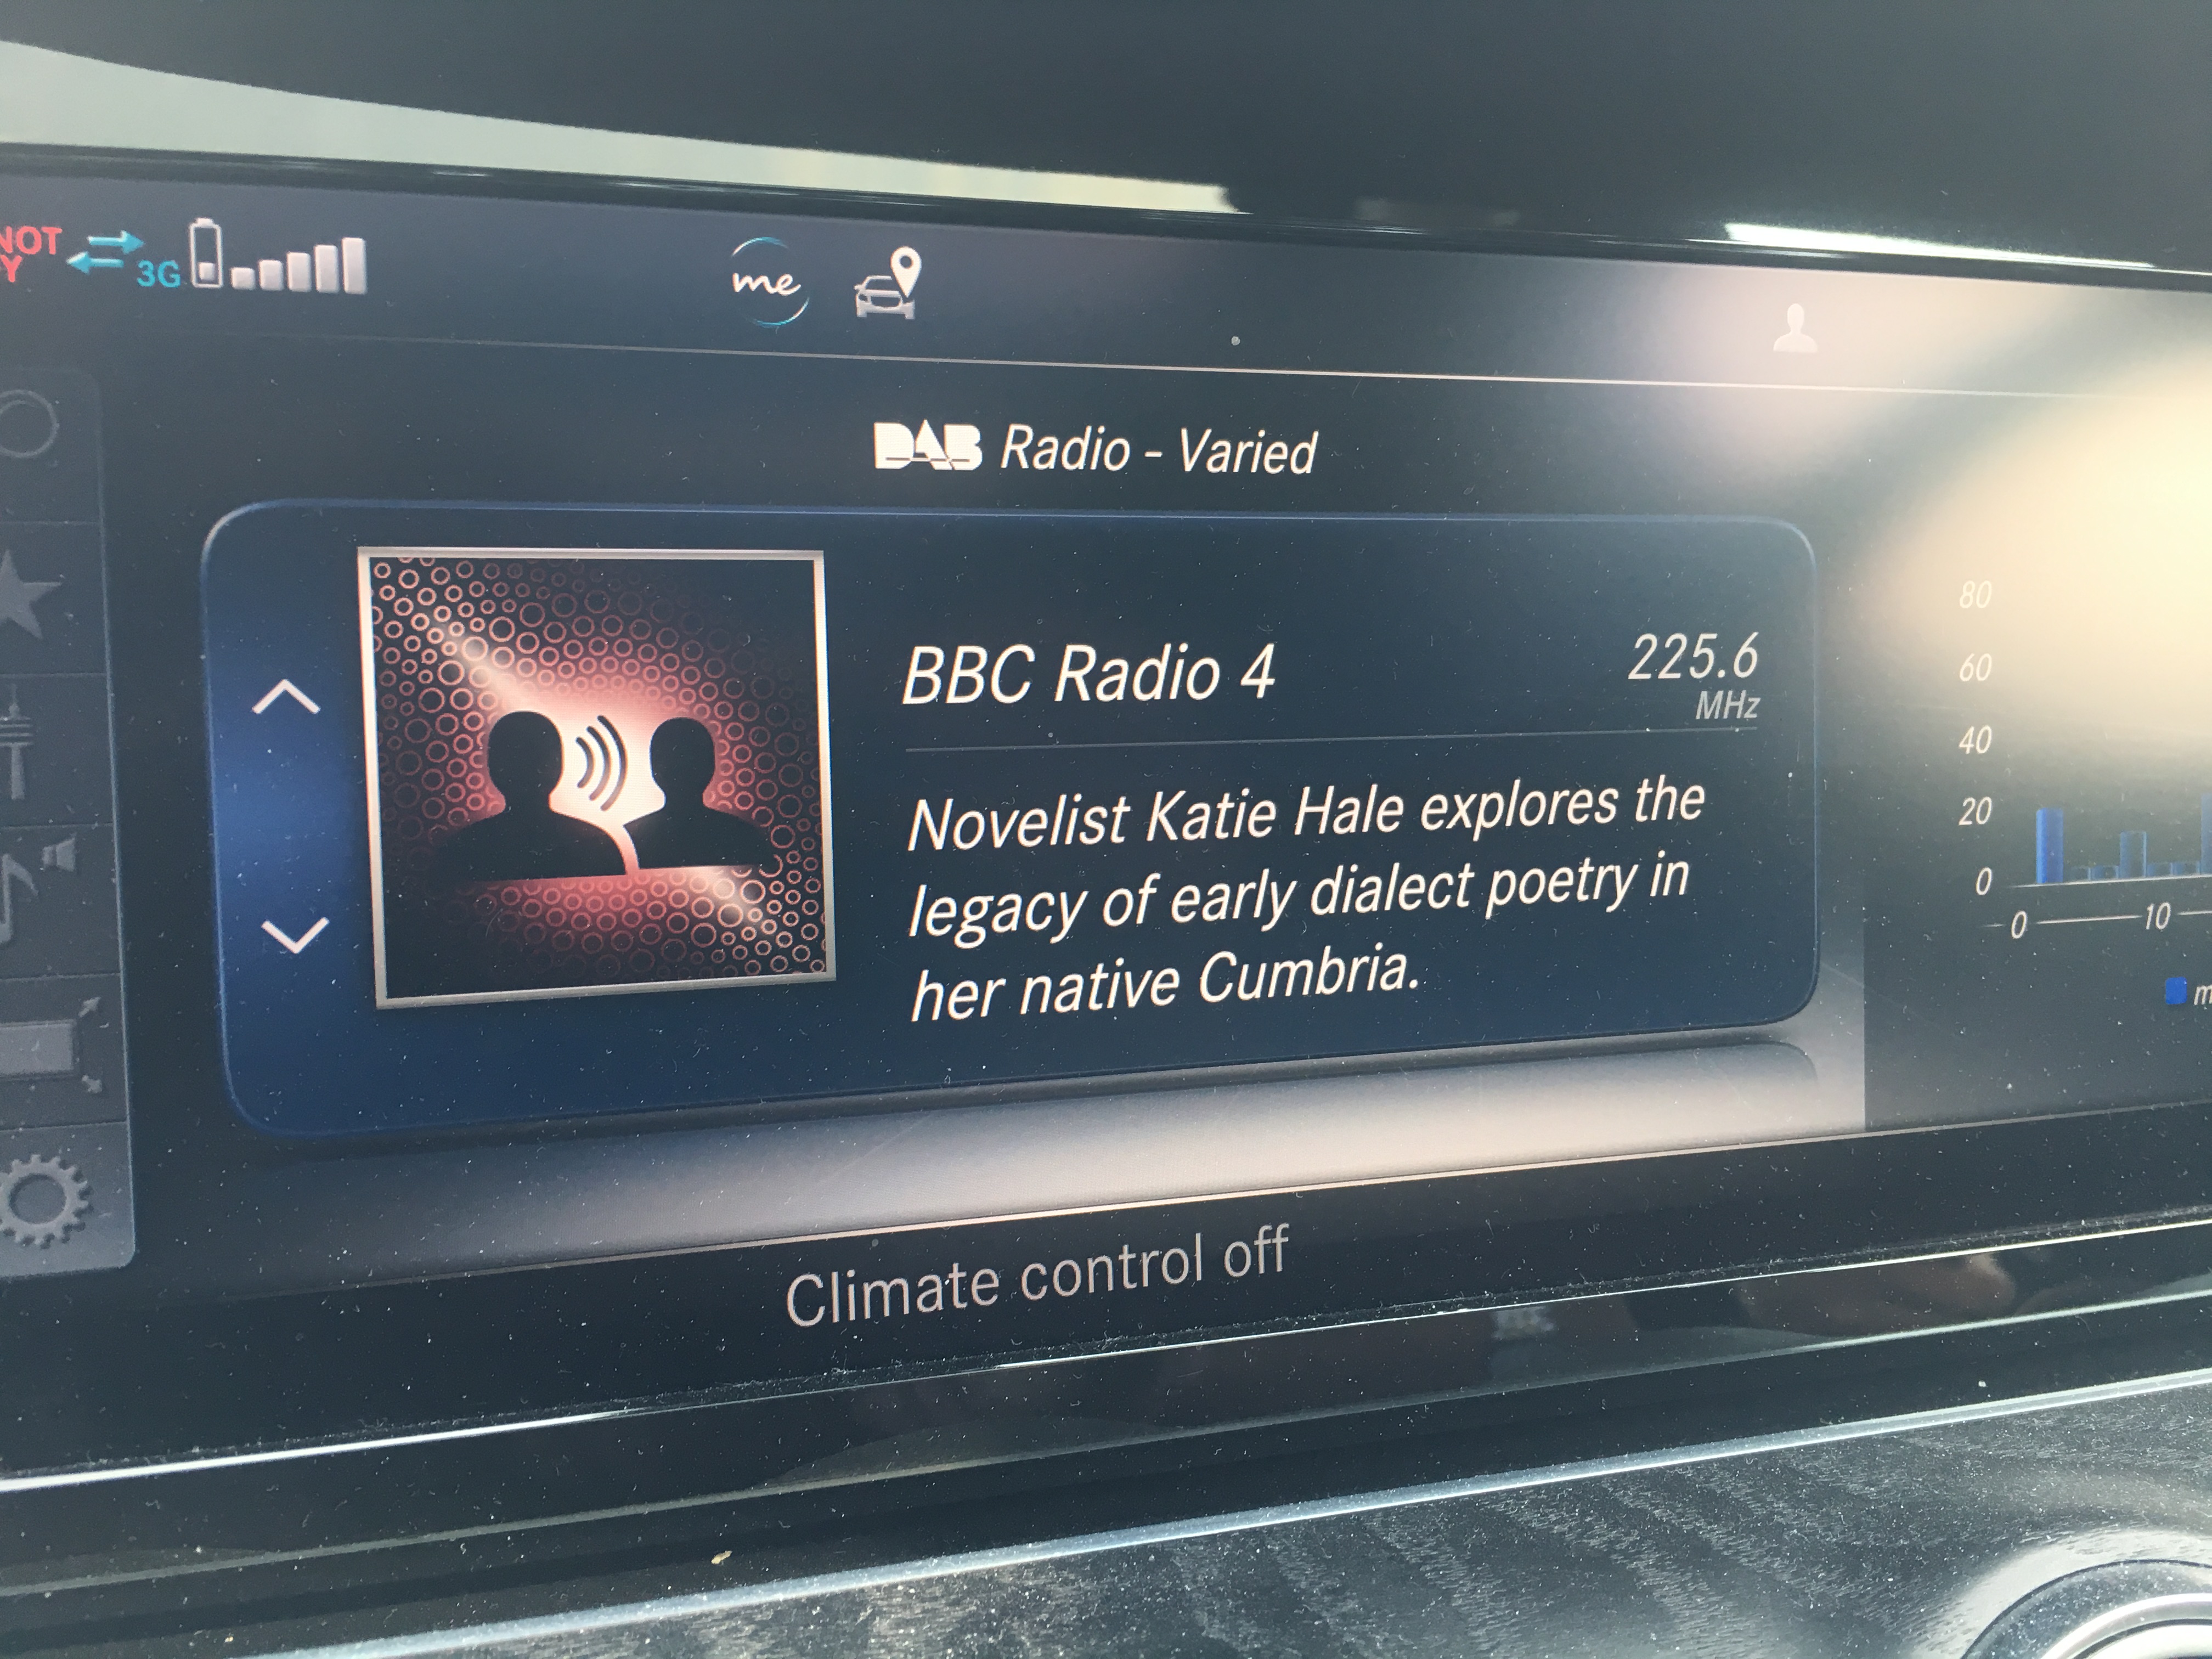 NOT
Y
3G
me
DAB Radio - Varied
BBC Radio 4
225.6
MHz
Novelist Katie Hale explores the
legacy of early dialect poetry in
her native Cumbria.
80
60
40
20
0
0 10
m
Climate control off